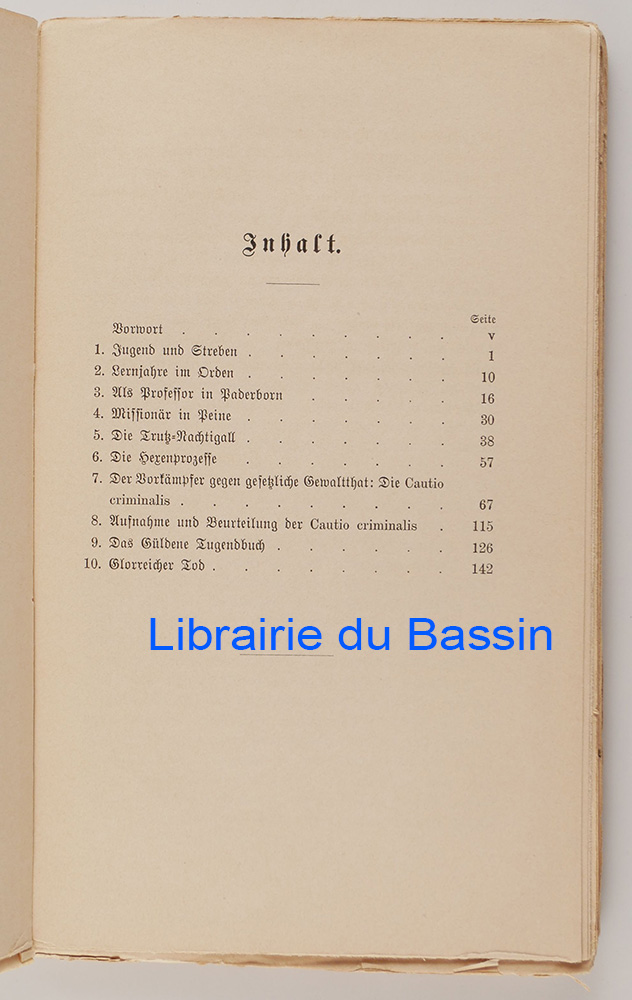 Inhalt.
Seite
Vorwort . . . . . . . . . V
1. Jugend und Streben . . . . . . . 1
2. Lernjahre im Orden . . . . . . . 10
3. Als Professor in Paderborn . . . . . 16
4. Missionär in Peine . . . . . . . 30
5. Die Trutz=Nachtigall . . . . . . . 38
6. Die Hexenprozesse . . . . . . 57
7. Der Vorkämpfer gegen gesetzliche Gewaltthat: Die Cautio
criminalis . . . . . . . . . 67
8. Aufnahme und Beurteilung der Cautio criminalis . 115
9. Das Güldene Tugendbuch . . . . . . 126
10. Glorreicher Tod . . . . . . . . 142
Librairie du Bassin